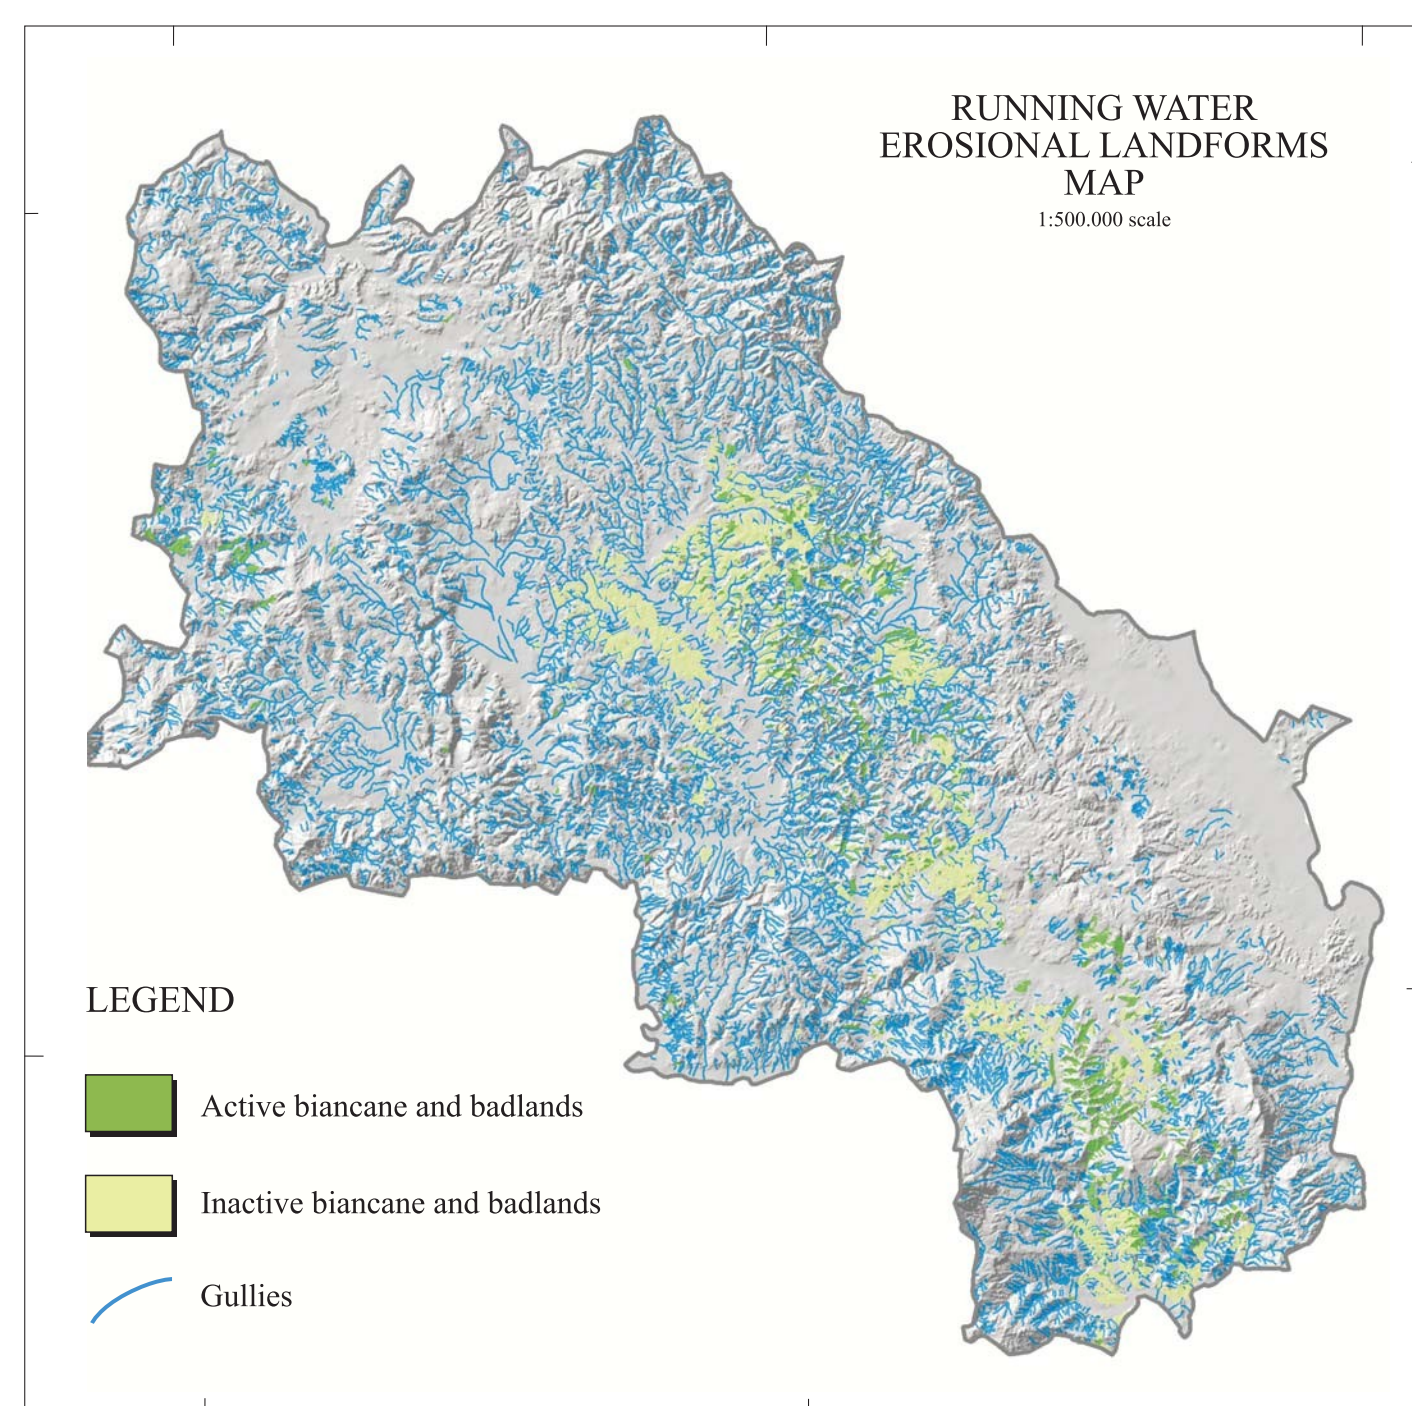 RUNNING WATER
EROSIONAL LANDFORMS
MAP
1:500.000 scale
LEGEND
Active biancane and badlands
Inactive biancane and badlands
Gullies